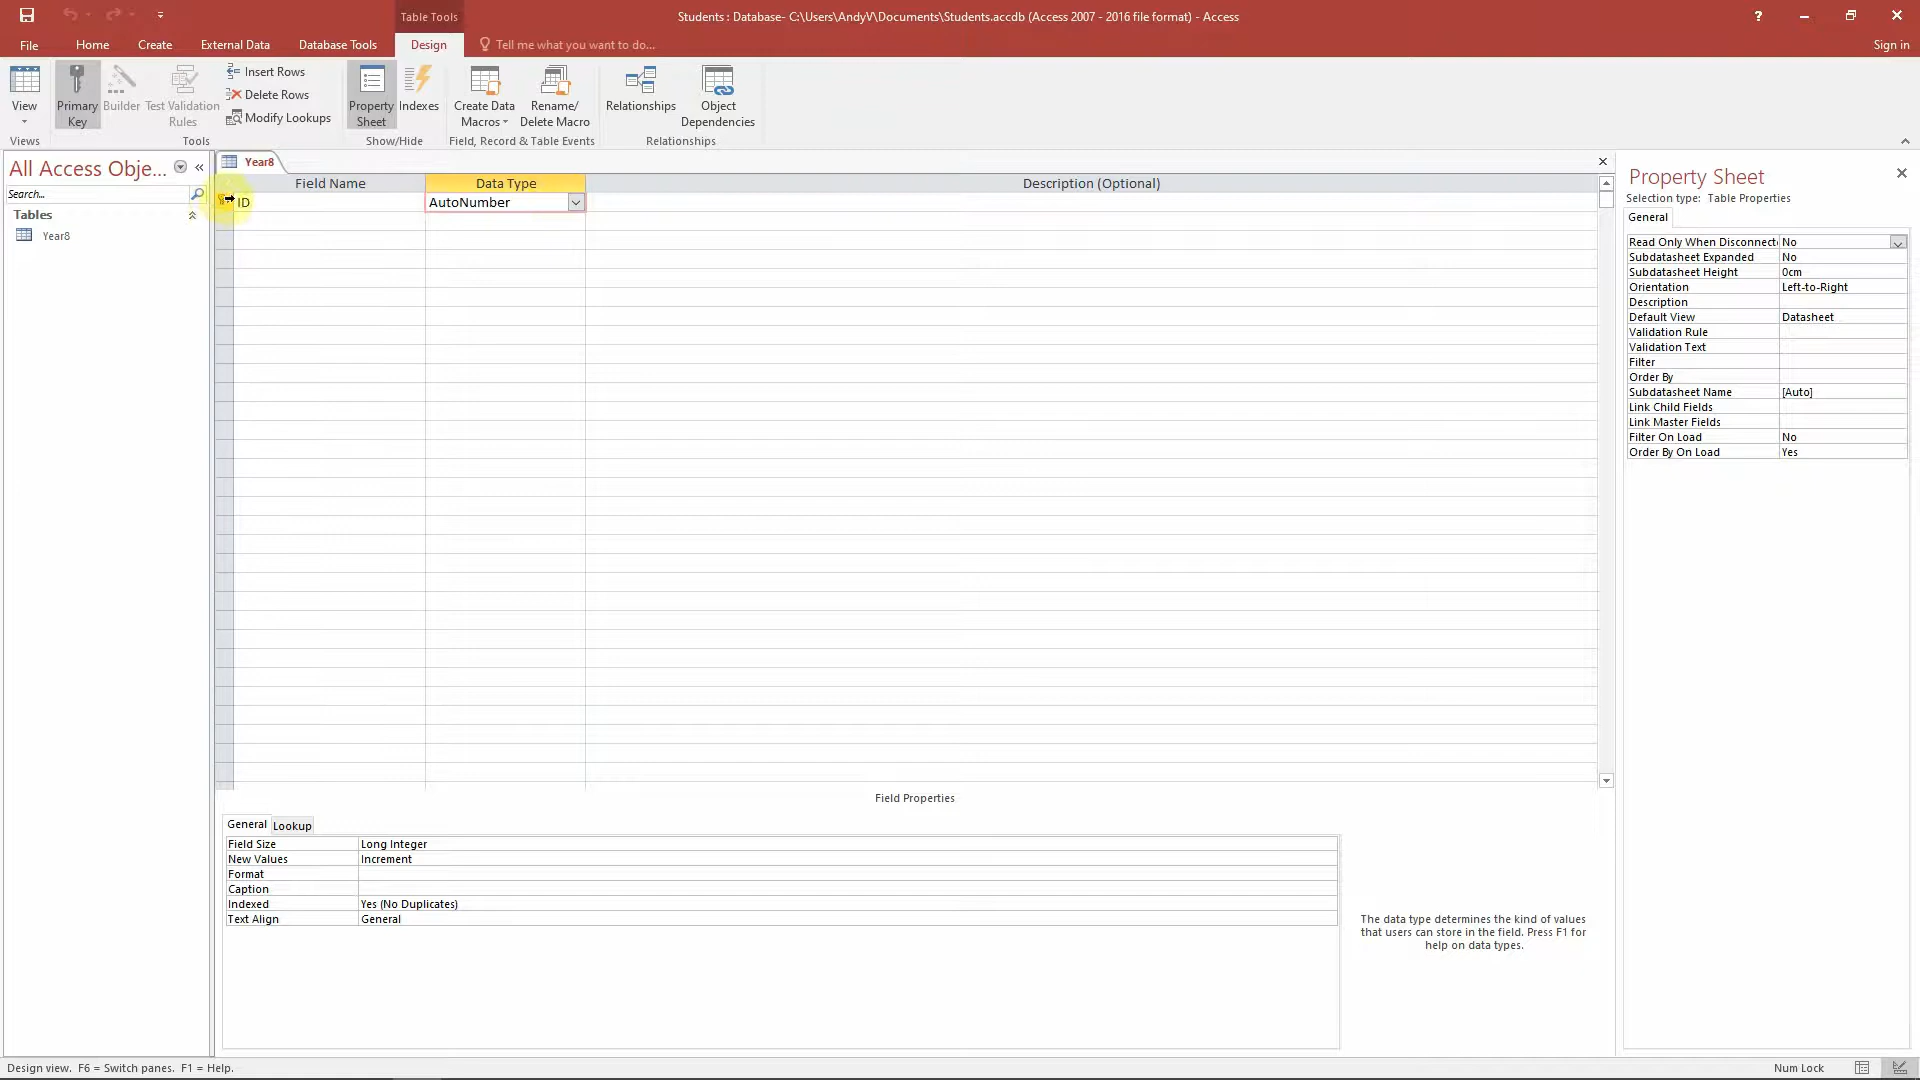 Table Tools
Students : Database- C:\Users\AndyV\Documents\Students.accdb (Access 2007 - 2016 file format) - Access
?
File
Home
Create
External Data
Database Tools
Design
Tell me what you want to do...
Sign in
View
Primary
Key
Builder
Test Validation
Rules
Insert Rows
Delete Rows
Modify Lookups
Property
Sheet
Indexes
Create Data
Macros
Rename/
Delete Macro
Relationships
Object
Dependencies
Views
Tools
Show/Hide
Field, Record & Table Events
Relationships
All Access Obje...
Search...
Tables
Year8
Year8
Field Name
Data Type
Description (Optional)
ID
AutoNumber
Property Sheet
Selection type: Table Properties
General
Read Only When Disconnect No
Subdatasheet Expanded No
Subdatasheet Height 0cm
Orientation Left-to-Right
Description
Default View Datasheet
Validation Rule
Validation Text
Filter
Order By
Subdatasheet Name [Auto]
Link Child Fields
Link Master Fields
Filter On Load No
Order By On Load Yes
Field Properties
General
Lookup
Field Size Long Integer
New Values Increment
Format
Caption
Indexed Yes (No Duplicates)
Text Align General
The data type determines the kind of values
that users can store in the field. Press F1 for
help on data types.
Design view. F6 = Switch panes. F1 = Help.
Num Lock